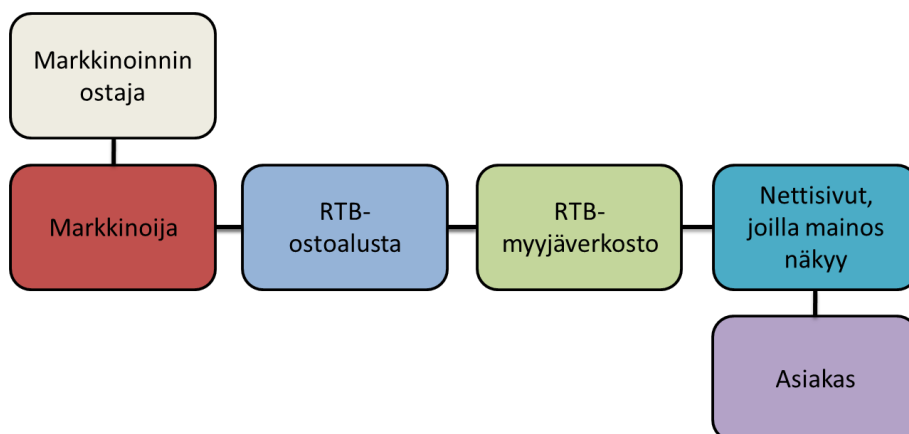 Markkinoinnin
ostaja
Markkinoija
RTB-
ostoalusta
RTB-
myyjäverkosto
Nettisivut,
joilla mainos
näkyy
Asiakas